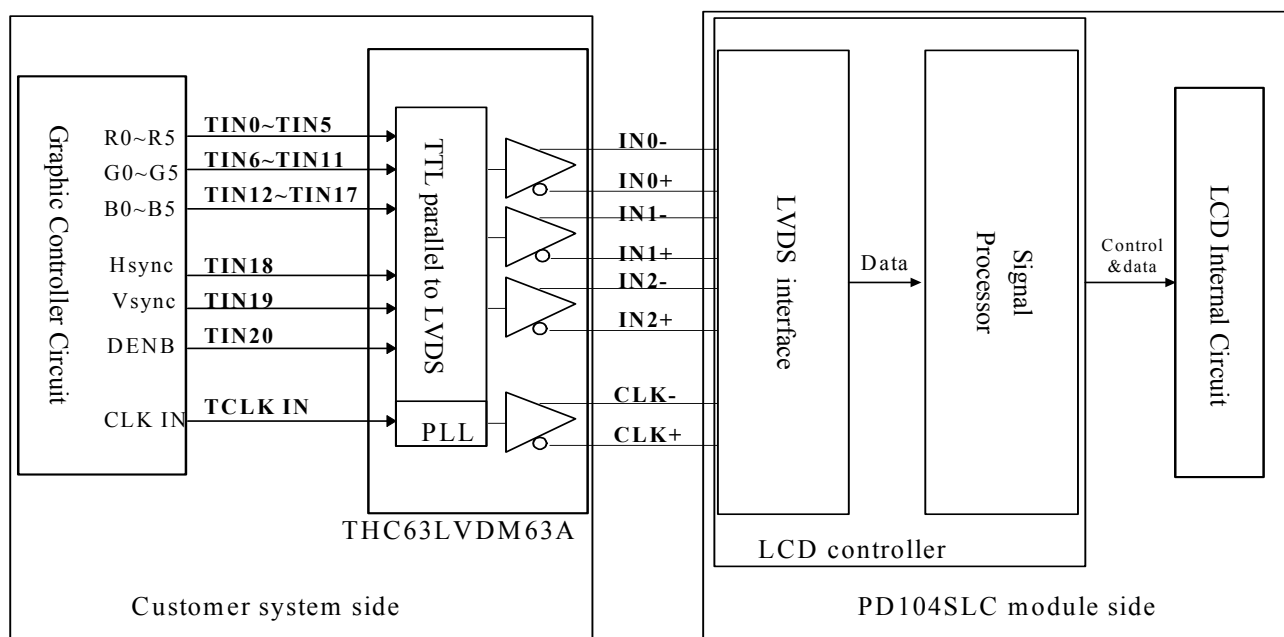 Graphic Controller Circuit
R0~R5
G0~G5
B0~B5
Hsync
Vsync
DENB
CLK IN
TIN0~TIN5
TIN6~TIN11
TIN12~TIN17
TIN18
TIN19
TIN20
TCLK IN
TTL parallel to LVDS
PLL
THC63LVDM63A
Customer system side
IN0-
IN0+
IN1-
IN1+
IN2-
IN2+
CLK-
CLK+
LVDS interface
Data
Signal
Processor
LCD controller
Control
&data
LCD Internal Circuit
PD104SLC module side